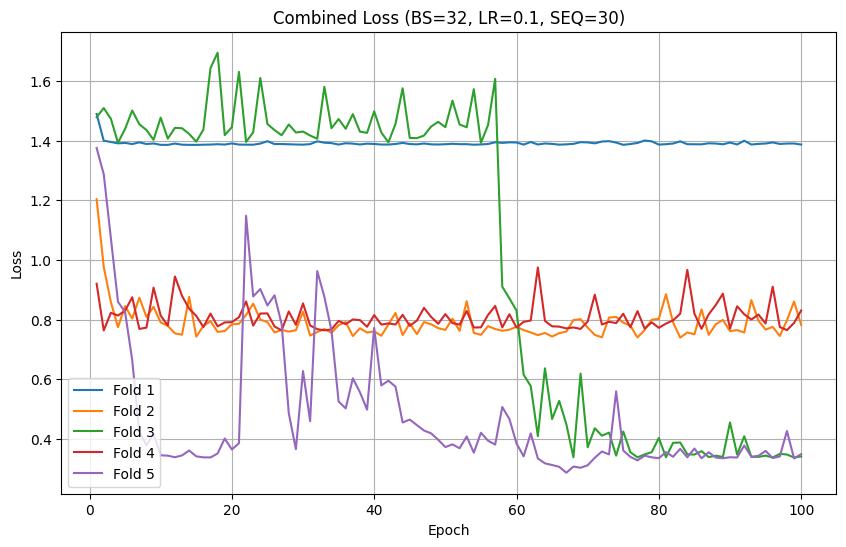 Combined Loss (BS=32, LR=0.1, SEQ=30)
Loss
1.6
1.4
1.2
1.0
0.8
0.6
0.4
Fold 1
Fold 2
Fold 3
Fold 4
Fold 5
0 20 40 60 80 100
Epoch